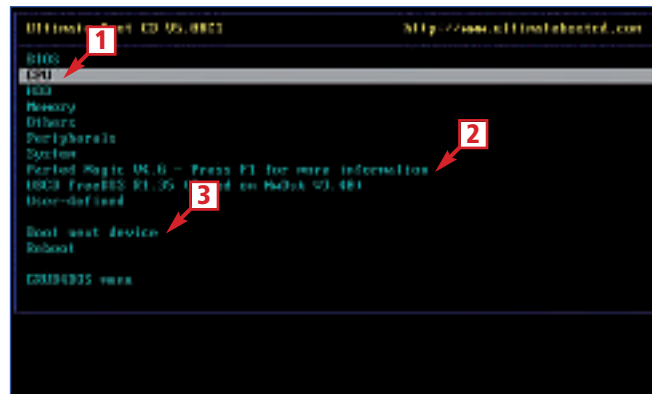 Ultimate Boot CD V5.0RC1 http://www.ultimatebootcd.com
1
BIOS
CPU
HDD
Memory
Others
Peripherals
2
System
Parted Magic V4.6 - Press F1 for more information
UBCD FreeDOS R1.35 (Based on NwDsk V3.40)
3
User-defined
Boot next device
Reboot
GRUB4DOS menu